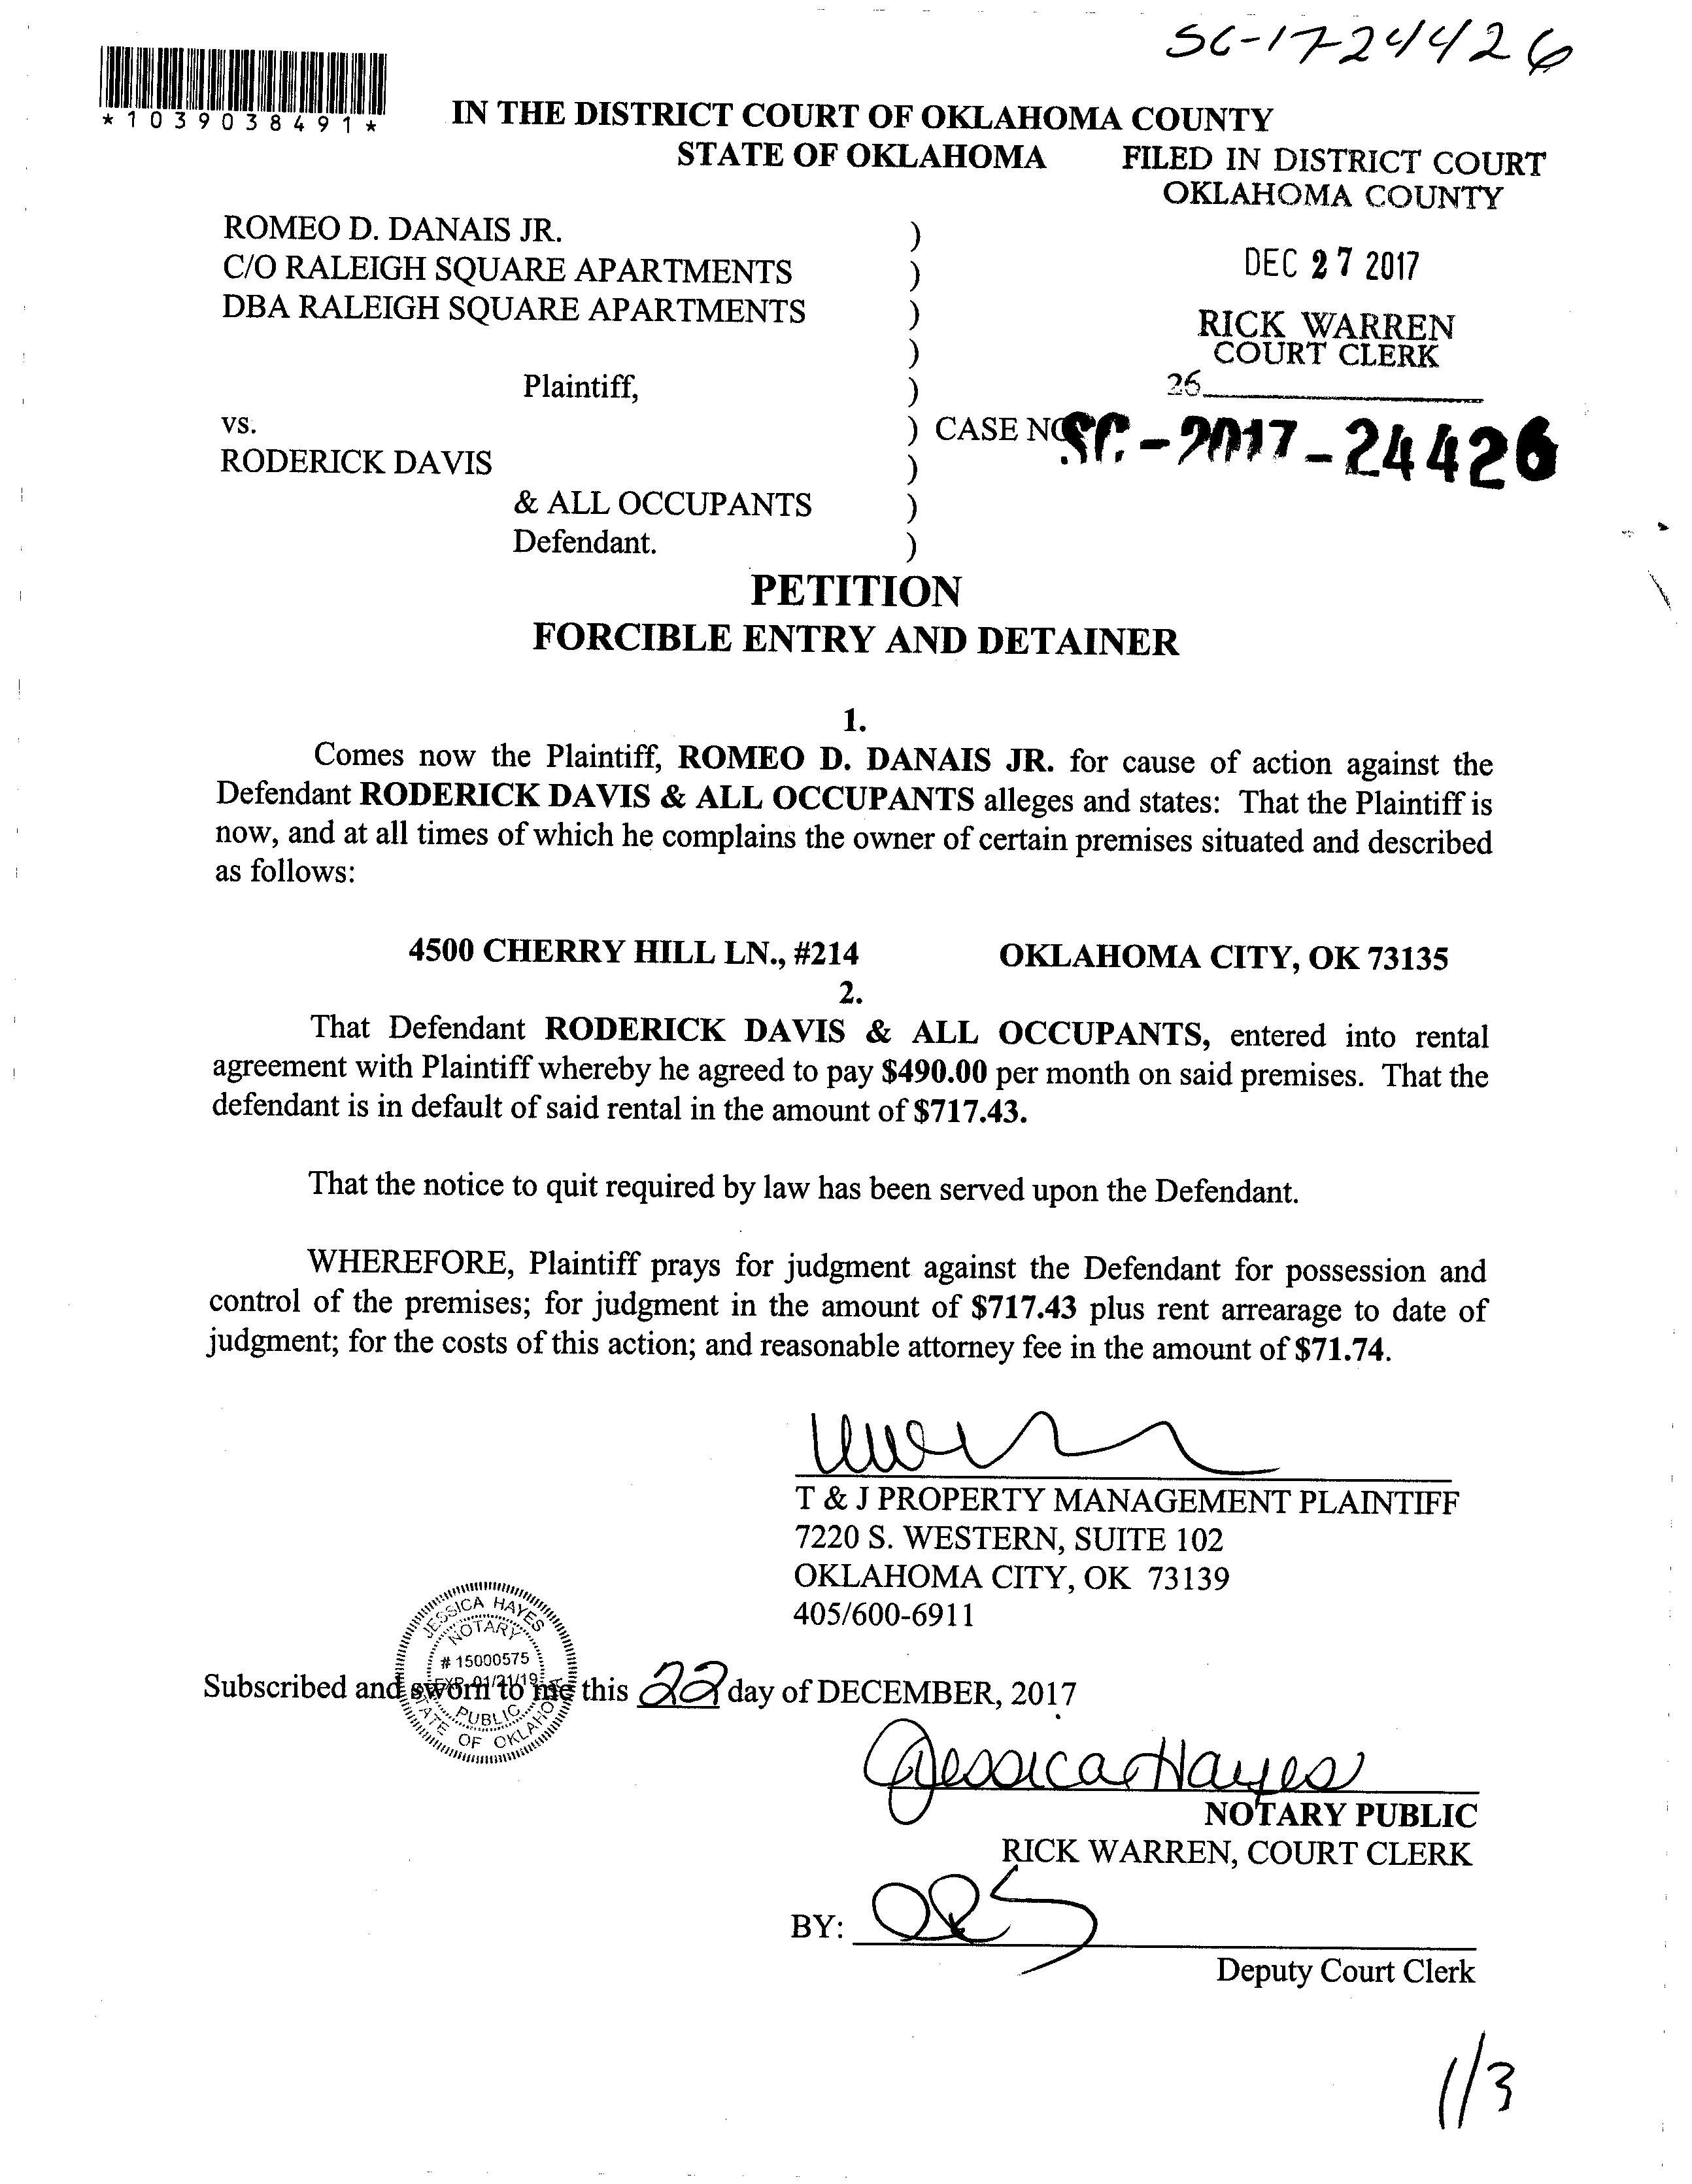 SC-17-24426
*1039038491*
IN THE DISTRICT COURT OF OKLAHOMA COUNTY
STATE OF OKLAHOMA
FILED IN DISTRICT COURT
OKLAHOMA COUNTY
DEC 27 2017
RICK WARREN
COURT CLERK
26
ROMEO D. DANAIS JR. )
C/O RALEIGH SQUARE APARTMENTS )
DBA RALEIGH SQUARE APARTMENTS )
)
Plaintiff, )
vs. ) CASE NO. SC-2017-24426
RODERICK DAVIS )
& ALL OCCUPANTS )
Defendant. )
PETITION
FORCIBLE ENTRY AND DETAINER
1.
Comes now the Plaintiff, ROMEO D. DANAIS JR. for cause of action against the
Defendant RODERICK DAVIS & ALL OCCUPANTS alleges and states: That the Plaintiff is
now, and at all times of which he complains the owner of certain premises situated and described
as follows:
4500 CHERRY HILL LN., #214 OKLAHOMA CITY, OK 73135
2.
That Defendant RODERICK DAVIS & ALL OCCUPANTS, entered into rental
agreement with Plaintiff whereby he agreed to pay $490.00 per month on said premises. That the
defendant is in default of said rental in the amount of $717.43.
That the notice to quit required by law has been served upon the Defendant.
WHEREFORE, Plaintiff prays for judgment against the Defendant for possession and
control of the premises; for judgment in the amount of $717.43 plus rent arrearage to date of
judgment; for the costs of this action; and reasonable attorney fee in the amount of $71.74.
T & J PROPERTY MANAGEMENT PLAINTIFF
7220 S. WESTERN, SUITE 102
OKLAHOMA CITY, OK 73139
405/600-6911
JESSICA HAYES
NOTARY
# 15000575
EXP. 01/21/19
PUBLIC
STATE OF OKLAHOMA
Subscribed and sworn to me this 22 day of DECEMBER, 2017
Jessica Hayes
NOTARY PUBLIC
RICK WARREN, COURT CLERK
BY:
Deputy Court Clerk
1/3